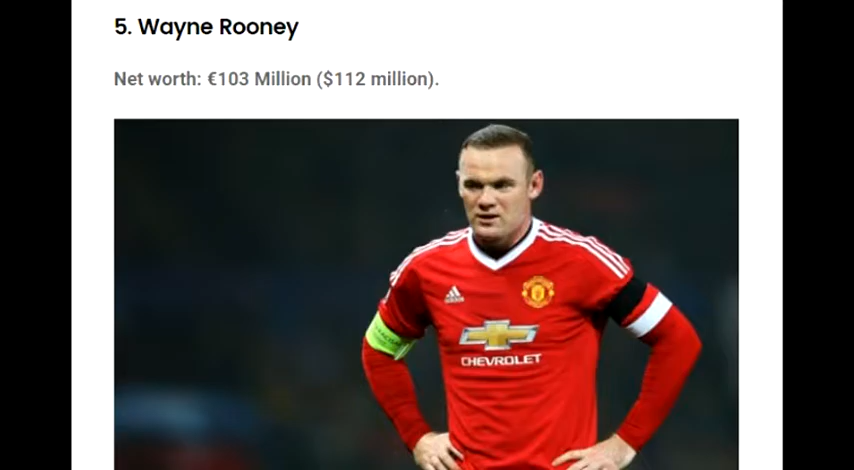 5. Wayne Rooney
Net worth: €103 Million ($112 million).
adidas
CHEVROLET